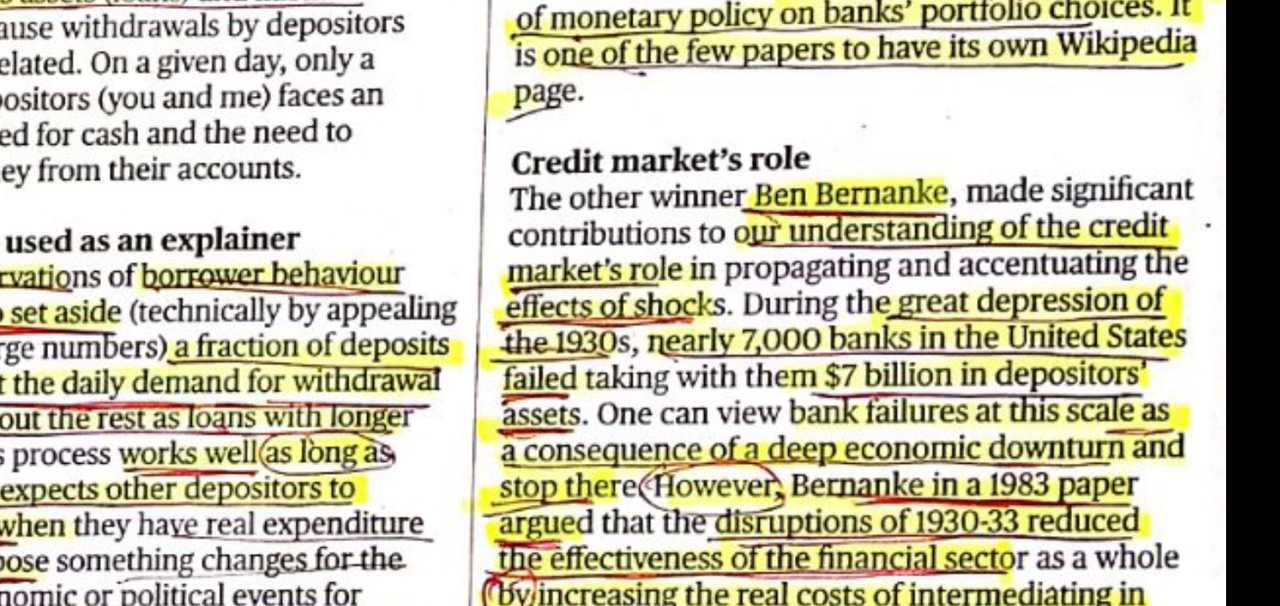 ause withdrawals by depositors
elated. On a given day, only a
positors (you and me) faces an
ed for cash and the need to
ey from their accounts.
used as an explainer
rvations of borrower behaviour
o set aside (technically by appealing
rge numbers) a fraction of deposits
t the daily demand for withdrawal
out the rest as loans with longer
s process works well as long as
expects other depositors to
when they have real expenditure
ose something changes for the
nomic or political events for
of monetary policy on banks' portfolio choices. It
is one of the few papers to have its own Wikipedia
page.
Credit market's role
The other winner Ben Bernanke, made significant
contributions to our understanding of the credit
market's role in propagating and accentuating the
effects of shocks. During the great depression of
the 1930s, nearly 7,000 banks in the United States
failed taking with them $7 billion in depositors'
assets. One can view bank failures at this scale as
a consequence of a deep economic downturn and
stop there However, Bernanke in a 1983 paper
argued that the disruptions of 1930-33 reduced
the effectiveness of the financial sector as a whole
by increasing the real costs of intermediating in